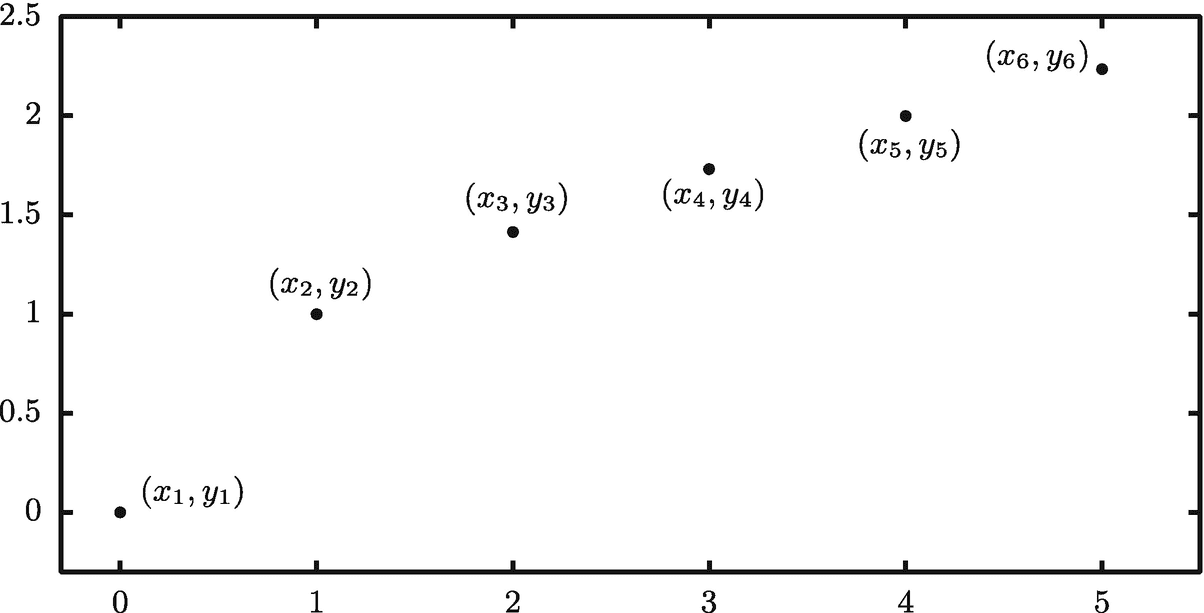 2.5
(x₆, y₆)
2
(x₅, y₅)
(x₃, y₃)
(x₄, y₄)
1.5
(x₂, y₂)
1
0.5
(x₁, y₁)
0
0 1 2 3 4 5